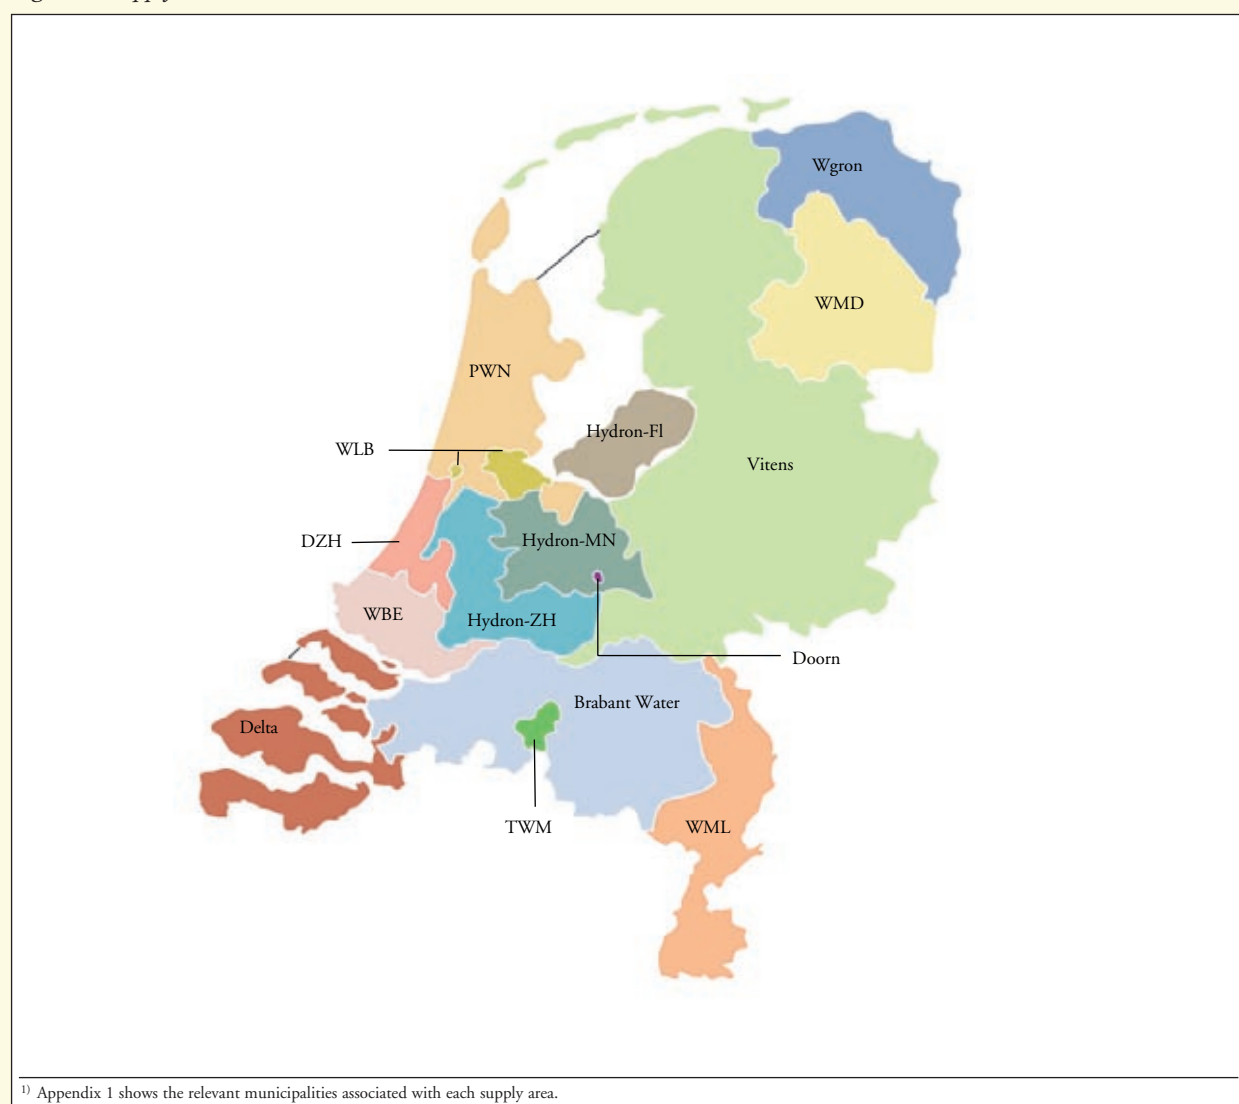 Wgron
WMD
PWN
Hydron-Fl
WLB
Vitens
DZH
Hydron-MN
WBE
Hydron-ZH
Doorn
Brabant Water
Delta
TWM
WML
1) Appendix 1 shows the relevant municipalities associated with each supply area.